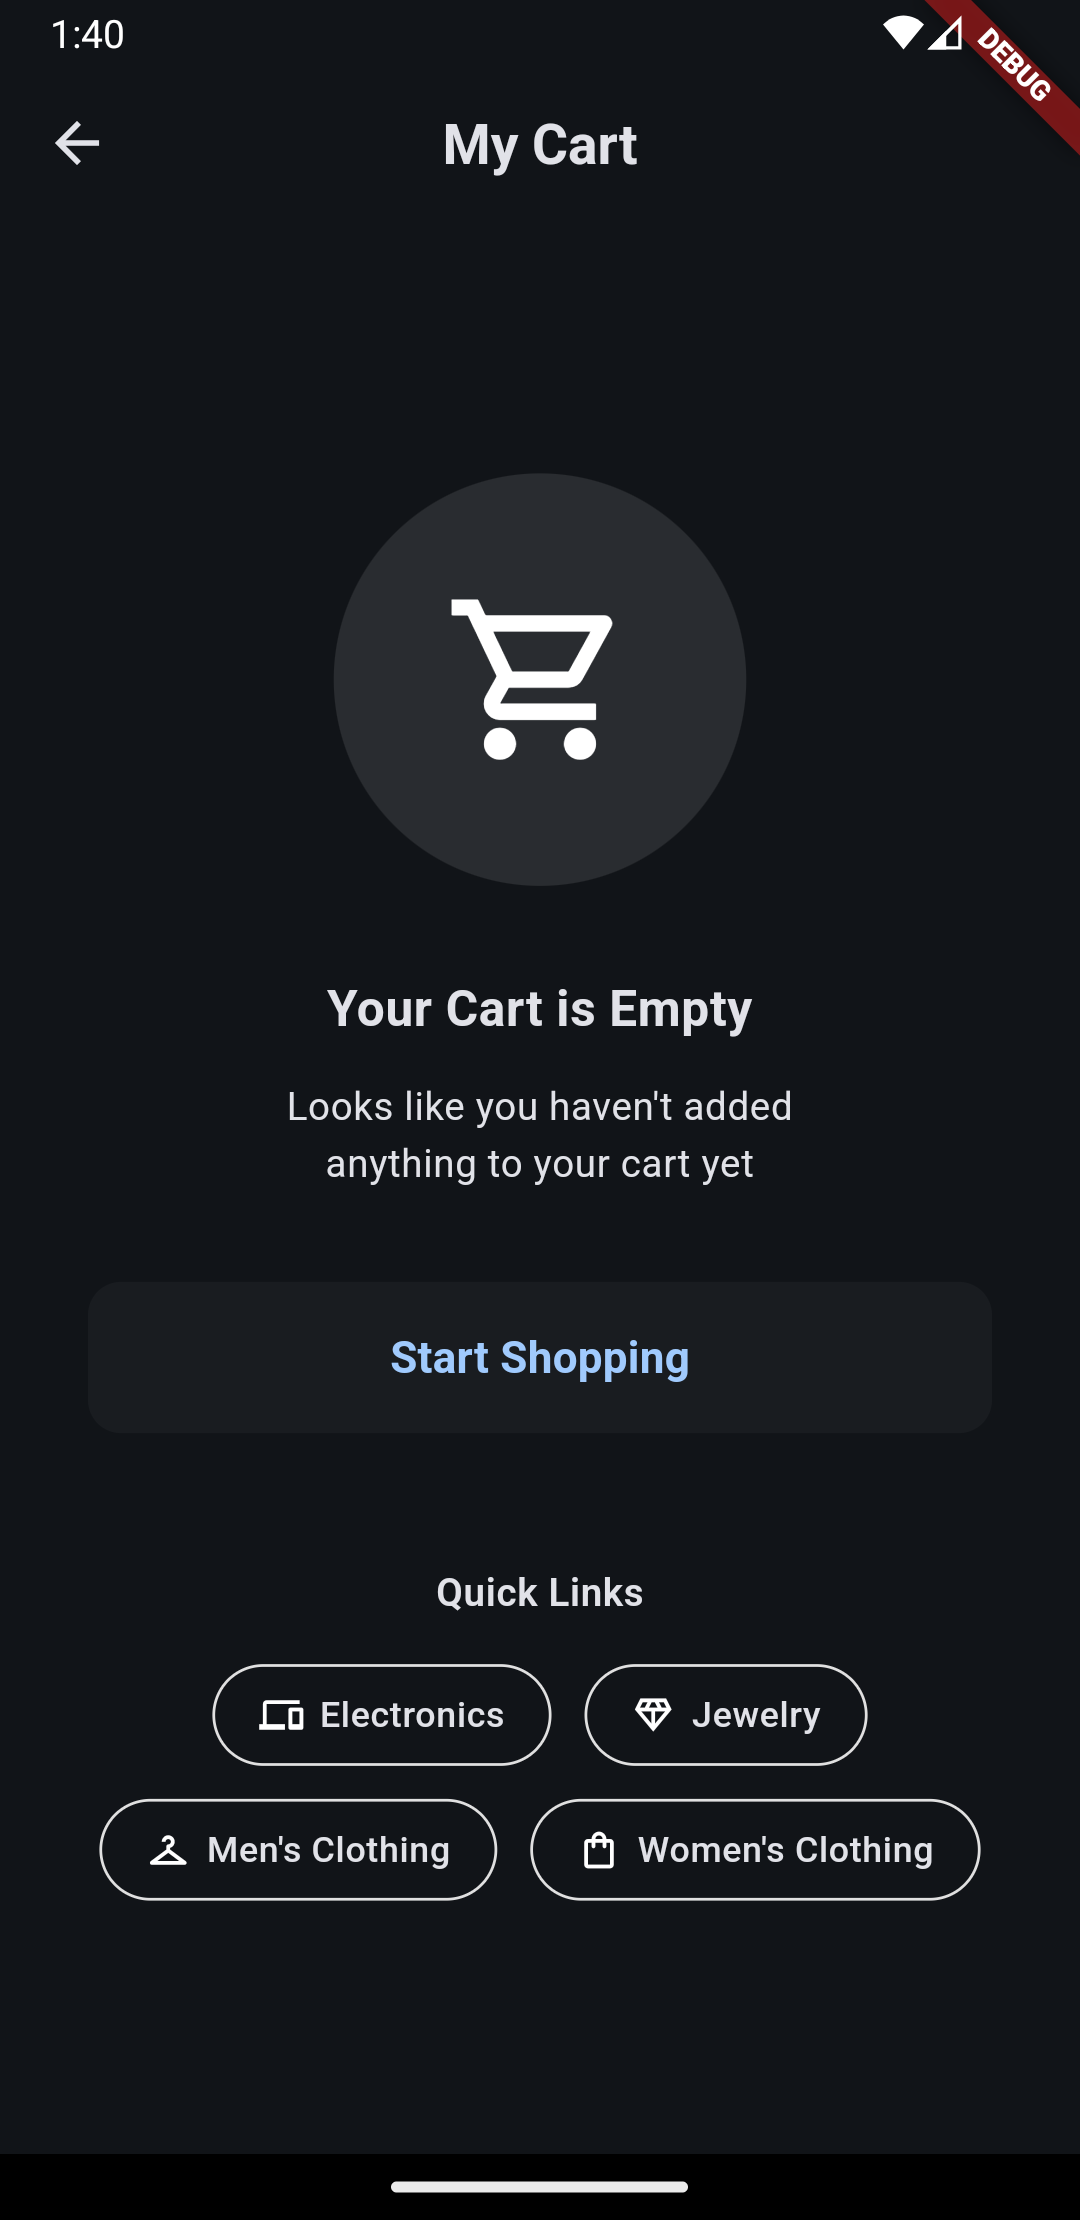 1:40
DEBUG
My Cart
Your Cart is Empty
Looks like you haven't added
anything to your cart yet
Start Shopping
Quick Links
Electronics
Jewelry
Men's Clothing
Women's Clothing